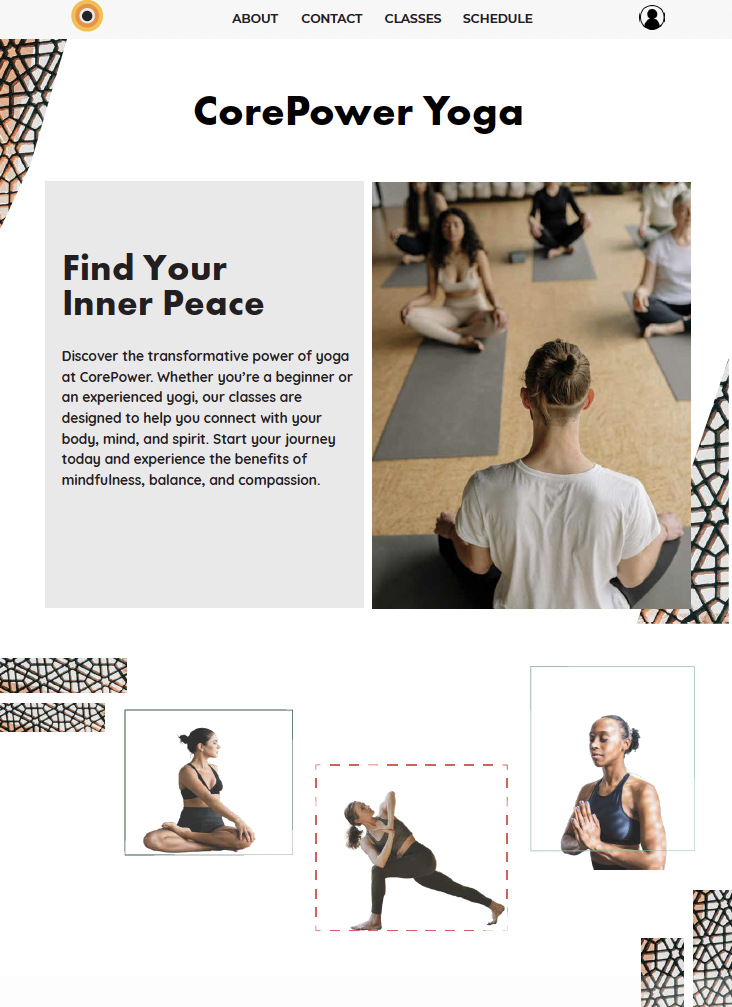 ABOUT CONTACT CLASSES SCHEDULE
CorePower Yoga
Find Your
Inner Peace
Discover the transformative power of yoga
at CorePower. Whether you’re a beginner or
an experienced yogi, our classes are
designed to help you connect with your
body, mind, and spirit. Start your journey
today and experience the benefits of
mindfulness, balance, and compassion.